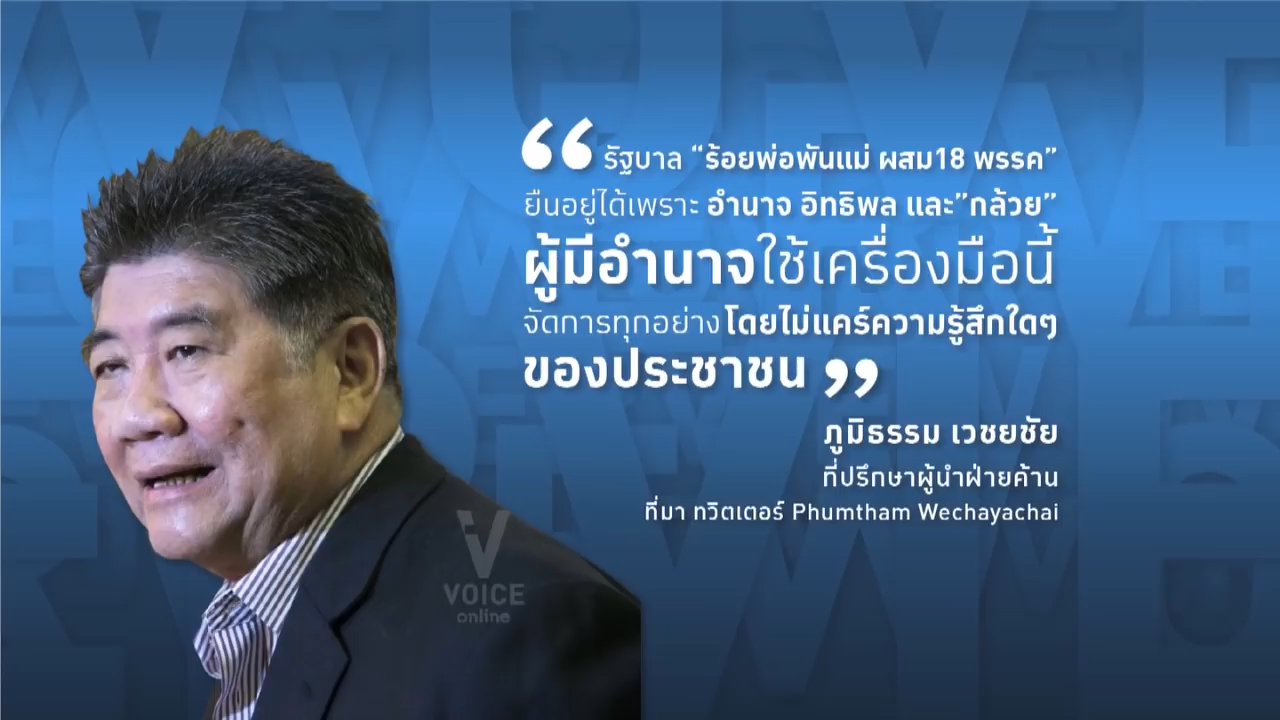 “ รัฐบาล “ร้อยพ่อพันแม่ ผสม18 พรรค”
ยืนอยู่ได้เพราะ อำนาจ อิทธิพล และ”กล้วย”
ผู้มีอำนาจใช้เครื่องมือนี้
จัดการทุกอย่างโดยไม่แคร์ความรู้สึกใดๆ
ของประชาชน ”
ภูมิธรรม เวชยชัย
ที่ปรึกษาผู้นำฝ่ายค้าน
ที่มา ทวิตเตอร์ Phumtham Wechayachai
VOICE
online